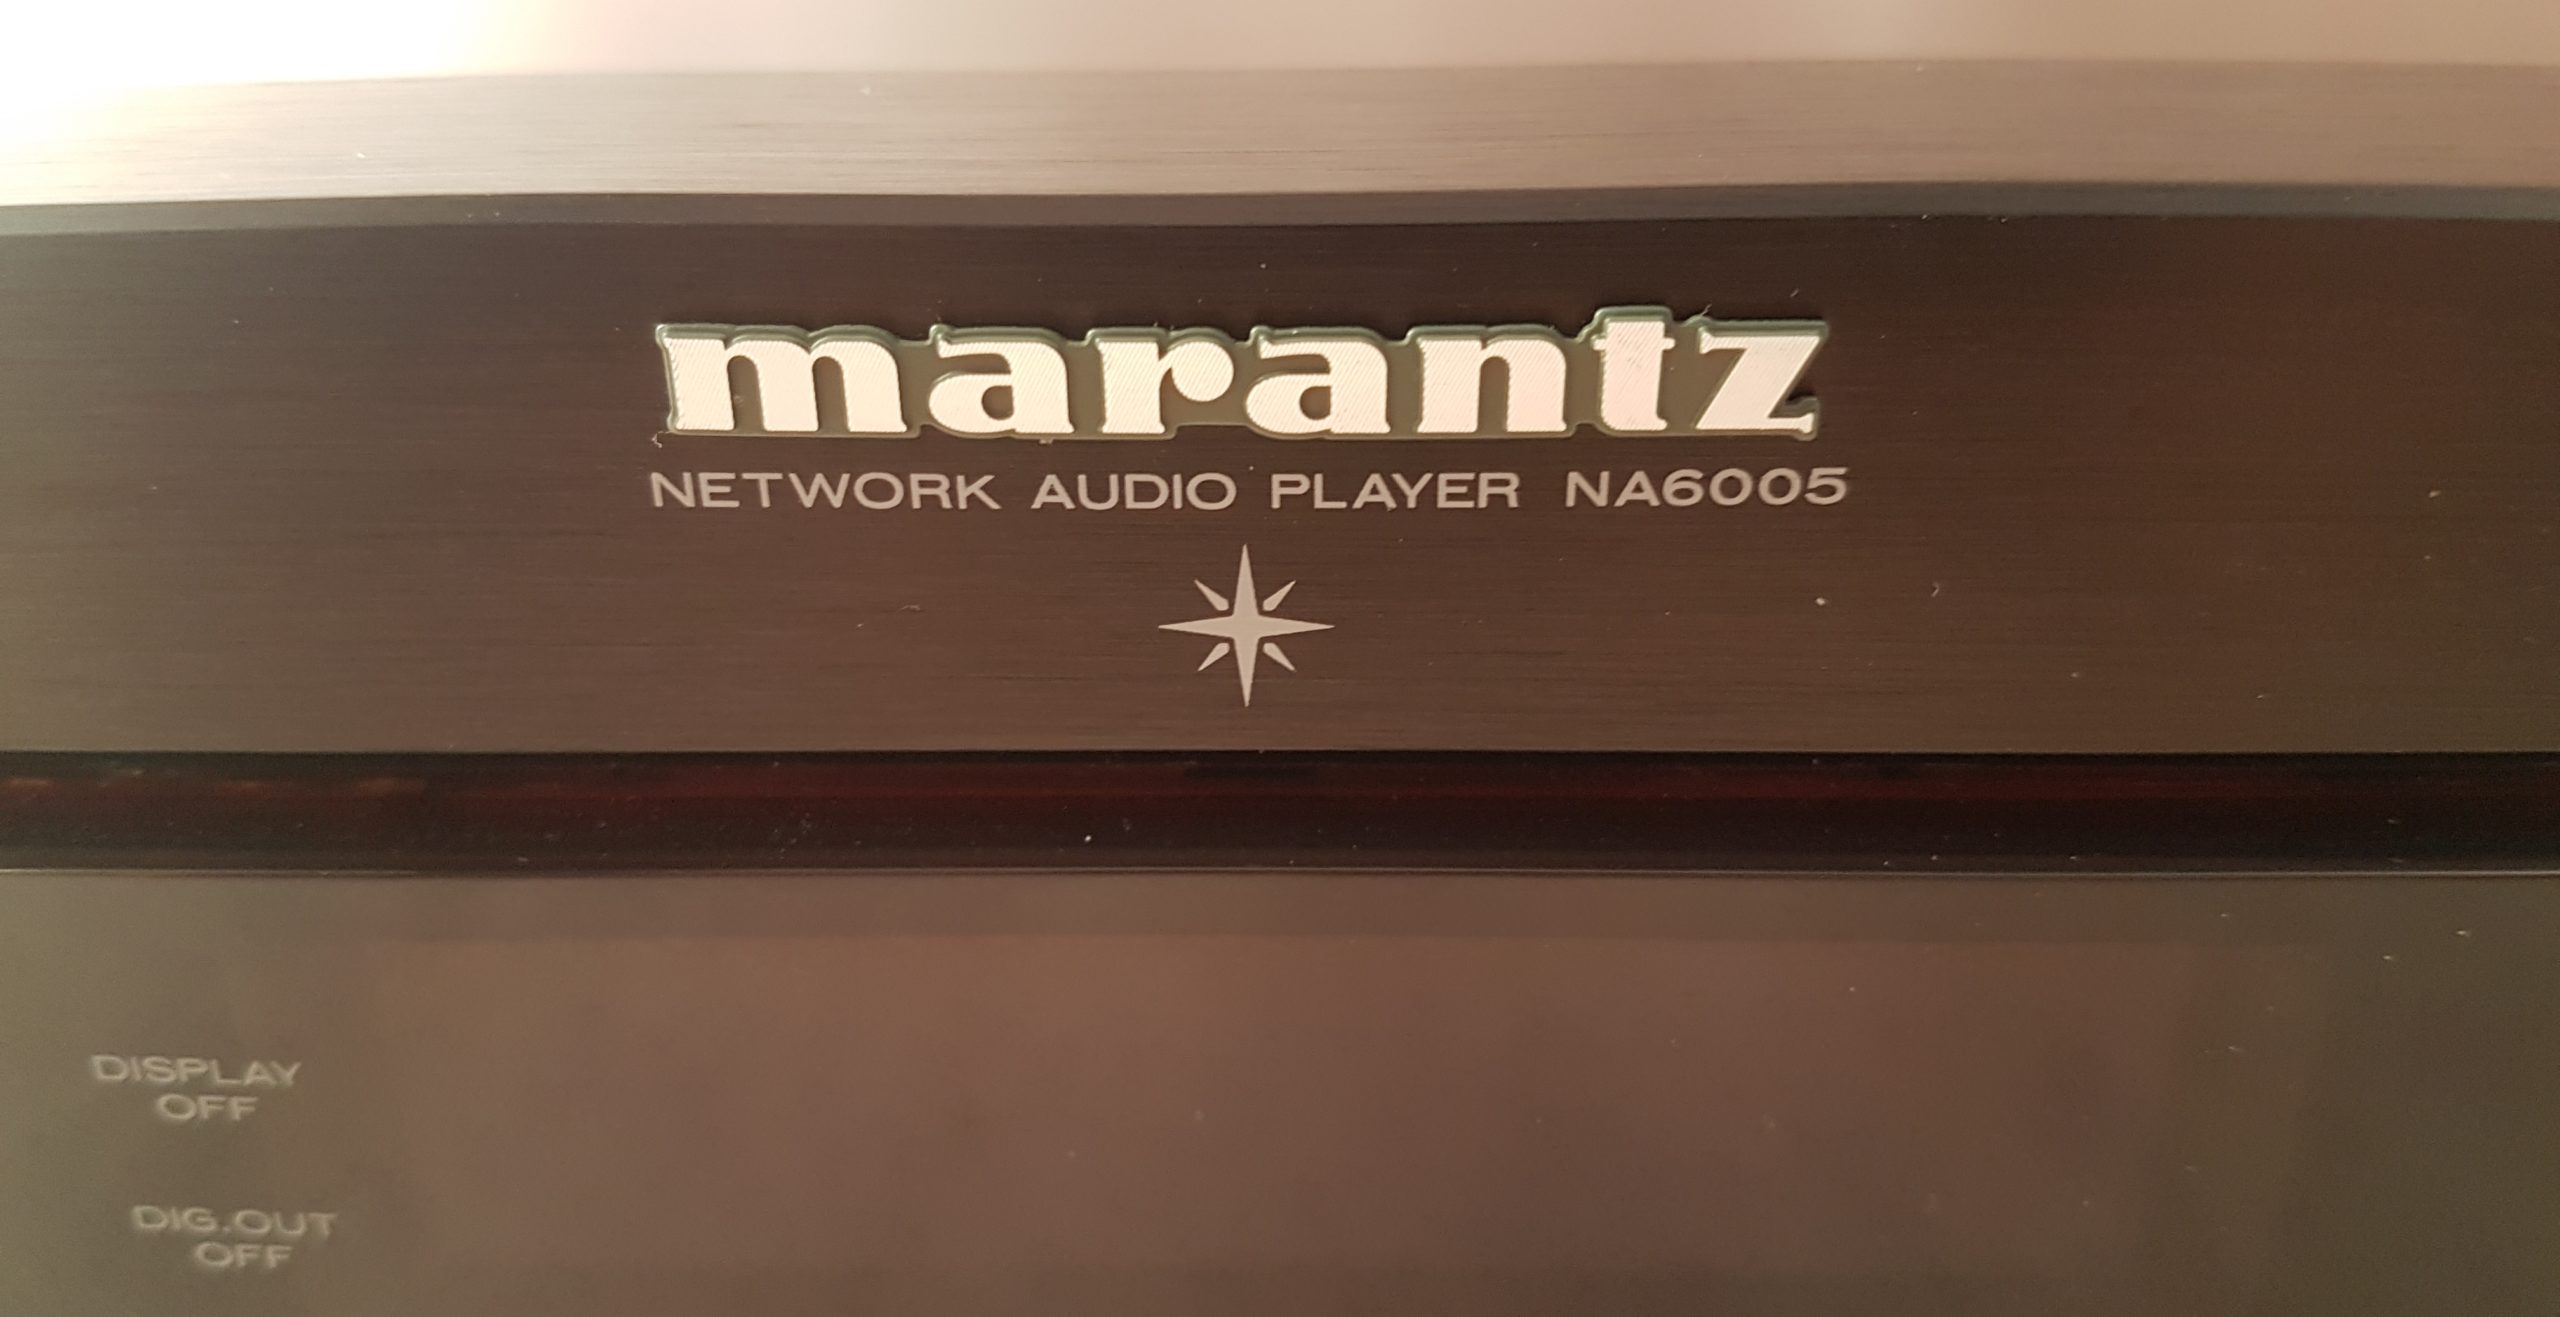 marantz
NETWORK AUDIO PLAYER NA6005
DISPLAY
OFF
DIG.OUT
OFF